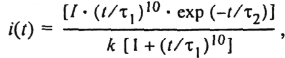 i(t) = [I · (t/τ₁)¹⁰ · exp (−t/τ₂)] / k [1 + (t/τ₁)¹⁰] ,